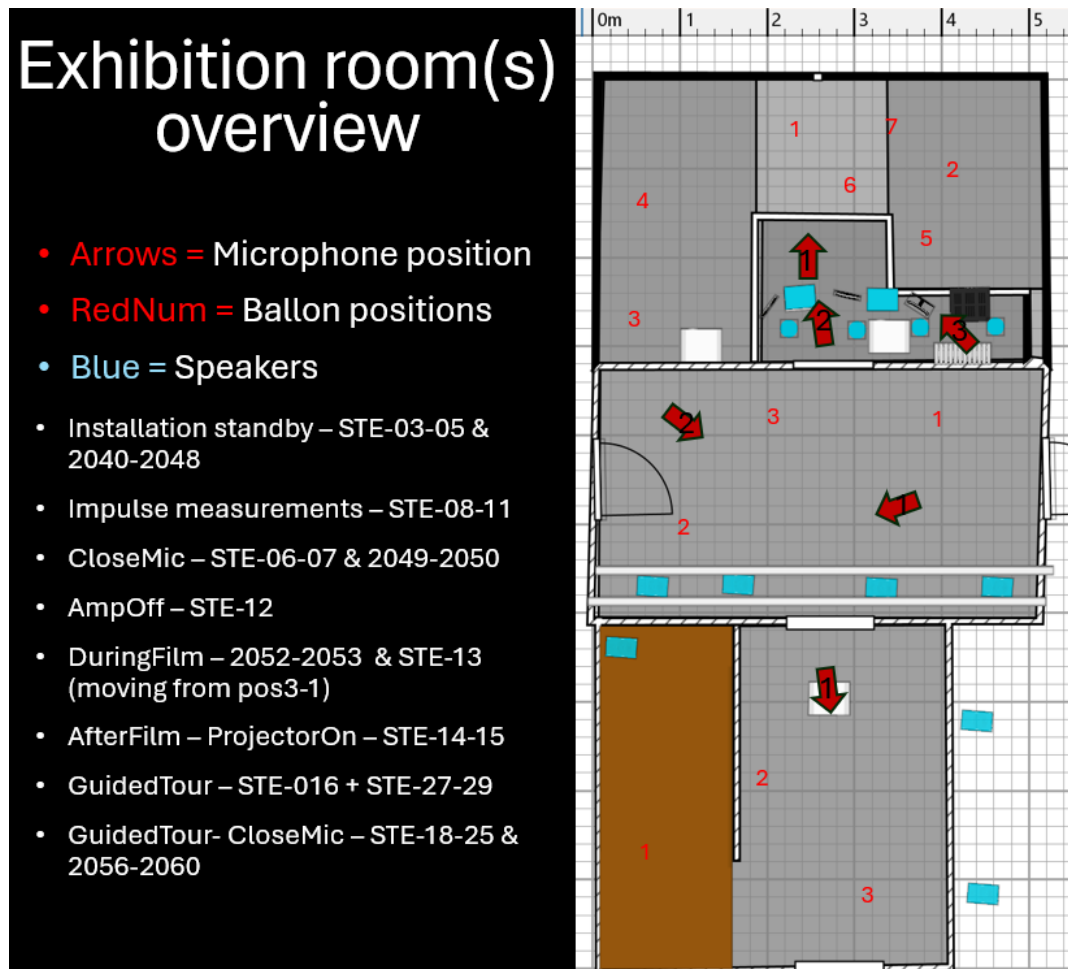 Exhibition room(s)
overview
• Arrows = Microphone position
• RedNum = Ballon positions
• Blue = Speakers
• Installation standby – STE-03-05 &
2040-2048
• Impulse measurements – STE-08-11
• CloseMic – STE-06-07 & 2049-2050
• AmpOff – STE-12
• DuringFilm – 2052-2053 & STE-13
(moving from pos3-1)
• AfterFilm – ProjectorOn – STE-14-15
• GuidedTour – STE-016 + STE-27-29
• GuidedTour- CloseMic – STE-18-25 &
2056-2060
0m 1 2 3 4 5
1 7
2
6
4
5
1
3 2 3
2 3 1
1
2
1
2
1
3